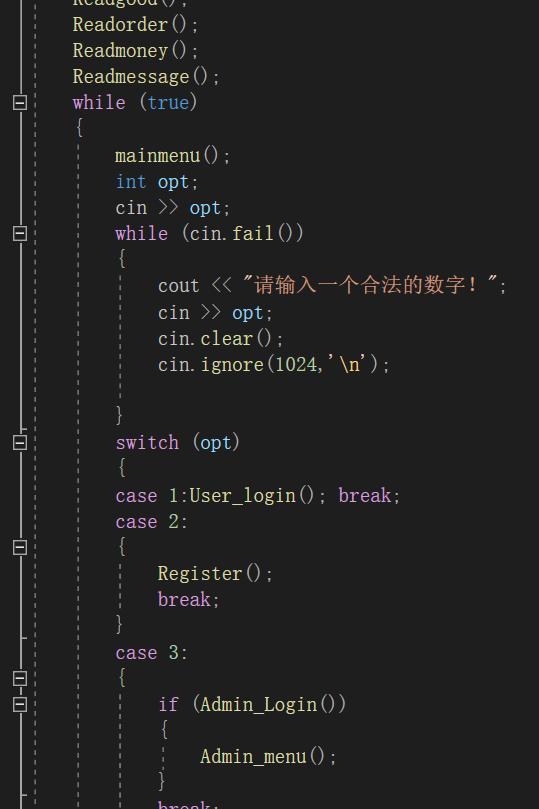 Readgood();
Readorder();
Readmoney();
Readmessage();
while (true)
{
mainmenu();
int opt;
cin >> opt;
while (cin.fail())
{
cout << "请输入一个合法的数字！";
cin >> opt;
cin.clear();
cin.ignore(1024,'\n');
}
switch (opt)
{
case 1:User_login(); break;
case 2:
{
Register();
break;
}
case 3:
{
if (Admin_Login())
{
Admin_menu();
}
break;